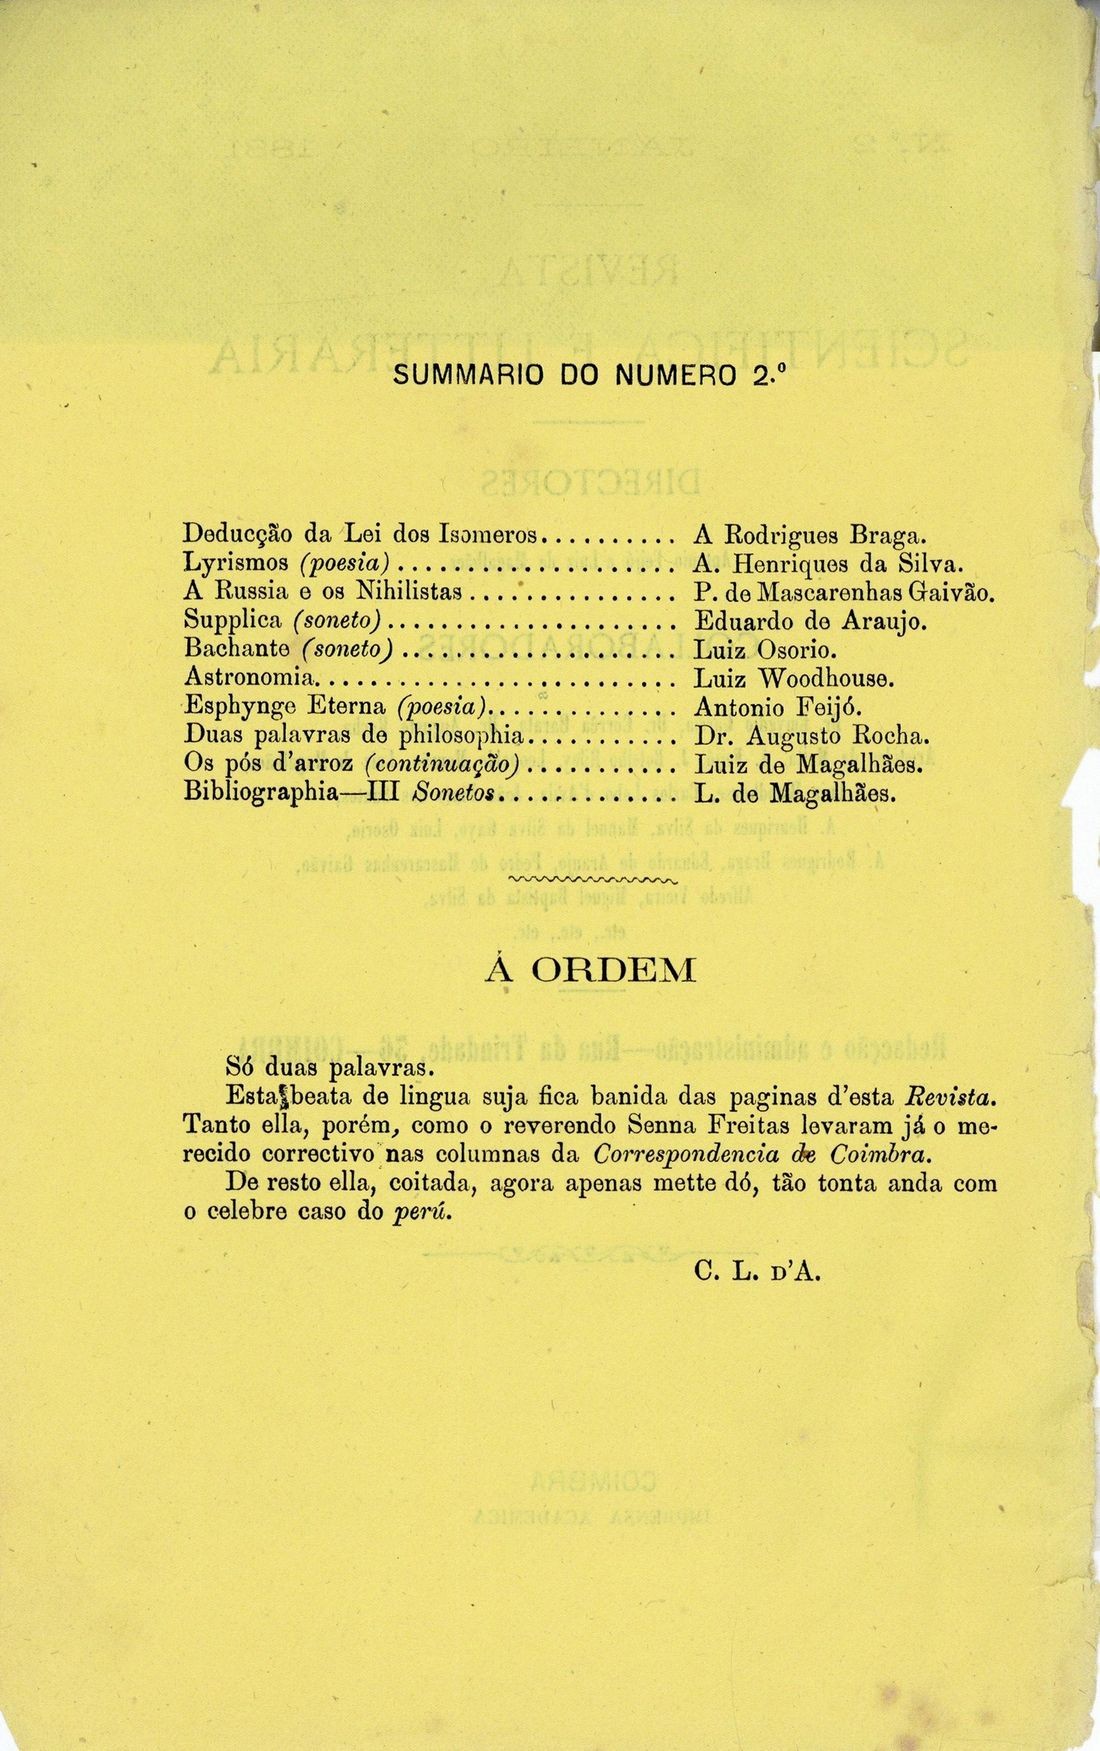 SUMMARIO DO NUMERO 2.º
Deducção da Lei dos Isomeros.......... A Rodrigues Braga.
Lyrismos (poesia)..................... A. Henriques da Silva.
A Russia e os Nihilistas............... P. de Mascarenhas Gaivão.
Supplica (soneto)...................... Eduardo de Araujo.
Bachante (soneto)..................... Luiz Osorio.
Astronomia.......................... Luiz Woodhouse.
Esphynge Eterna (poesia).............. Antonio Feijó.
Duas palavras de philosophia........... Dr. Augusto Rocha.
Os pós d'arroz (continuação)........... Luiz de Magalhães.
Bibliographia—III Sonetos............. L. de Magalhães.
Á ORDEM
Só duas palavras.
Esta beata de lingua suja fica banida das paginas d'esta Revista.
Tanto ella, porém, como o reverendo Senna Freitas levaram já o me-
recido correctivo nas columnas da Correspondencia de Coimbra.
De resto ella, coitada, agora apenas mette dó, tão tonta anda com
o celebre caso do perú.
C. L. D'A.